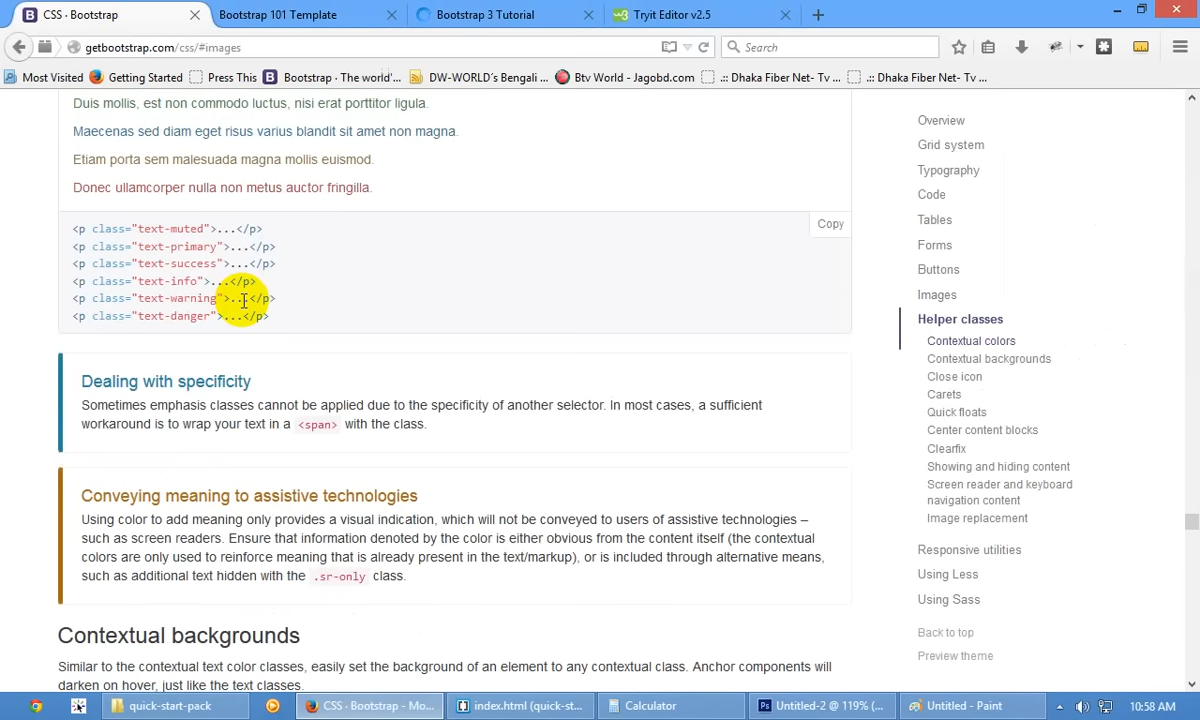 CSS · Bootstrap
Bootstrap 101 Template
Bootstrap 3 Tutorial
Tryit Editor v2.5
getbootstrap.com/css/#images
Search
Most Visited
Getting Started
Press This
Bootstrap · The world'...
DW-WORLD´s Bengali ...
Btv World - Jagobd.com
.:: Dhaka Fiber Net- Tv ...
.:: Dhaka Fiber Net- Tv ...
Duis mollis, est non commodo luctus, nisi erat porttitor ligula.
Maecenas sed diam eget risus varius blandit sit amet non magna.
Etiam porta sem malesuada magna mollis euismod.
Donec ullamcorper nulla non metus auctor fringilla.
Copy
<p class="text-muted">...</p>
<p class="text-primary">...</p>
<p class="text-success">...</p>
<p class="text-info">...</p>
<p class="text-warning">...</p>
<p class="text-danger">...</p>
Dealing with specificity
Sometimes emphasis classes cannot be applied due to the specificity of another selector. In most cases, a sufficient
workaround is to wrap your text in a <span> with the class.
Conveying meaning to assistive technologies
Using color to add meaning only provides a visual indication, which will not be conveyed to users of assistive technologies –
such as screen readers. Ensure that information denoted by the color is either obvious from the content itself (the contextual
colors are only used to reinforce meaning that is already present in the text/markup), or is included through alternative means,
such as additional text hidden with the .sr-only class.
Contextual backgrounds
Similar to the contextual text color classes, easily set the background of an element to any contextual class. Anchor components will
darken on hover, just like the text classes.
Overview
Grid system
Typography
Code
Tables
Forms
Buttons
Images
Helper classes
Contextual colors
Contextual backgrounds
Close icon
Carets
Quick floats
Center content blocks
Clearfix
Showing and hiding content
Screen reader and keyboard
navigation content
Image replacement
Responsive utilities
Using Less
Using Sass
Back to top
Preview theme
quick-start-pack
CSS · Bootstrap - Mo...
index.html (quick-st...
Calculator
Untitled-2 @ 119% (...
Untitled - Paint
10:58 AM